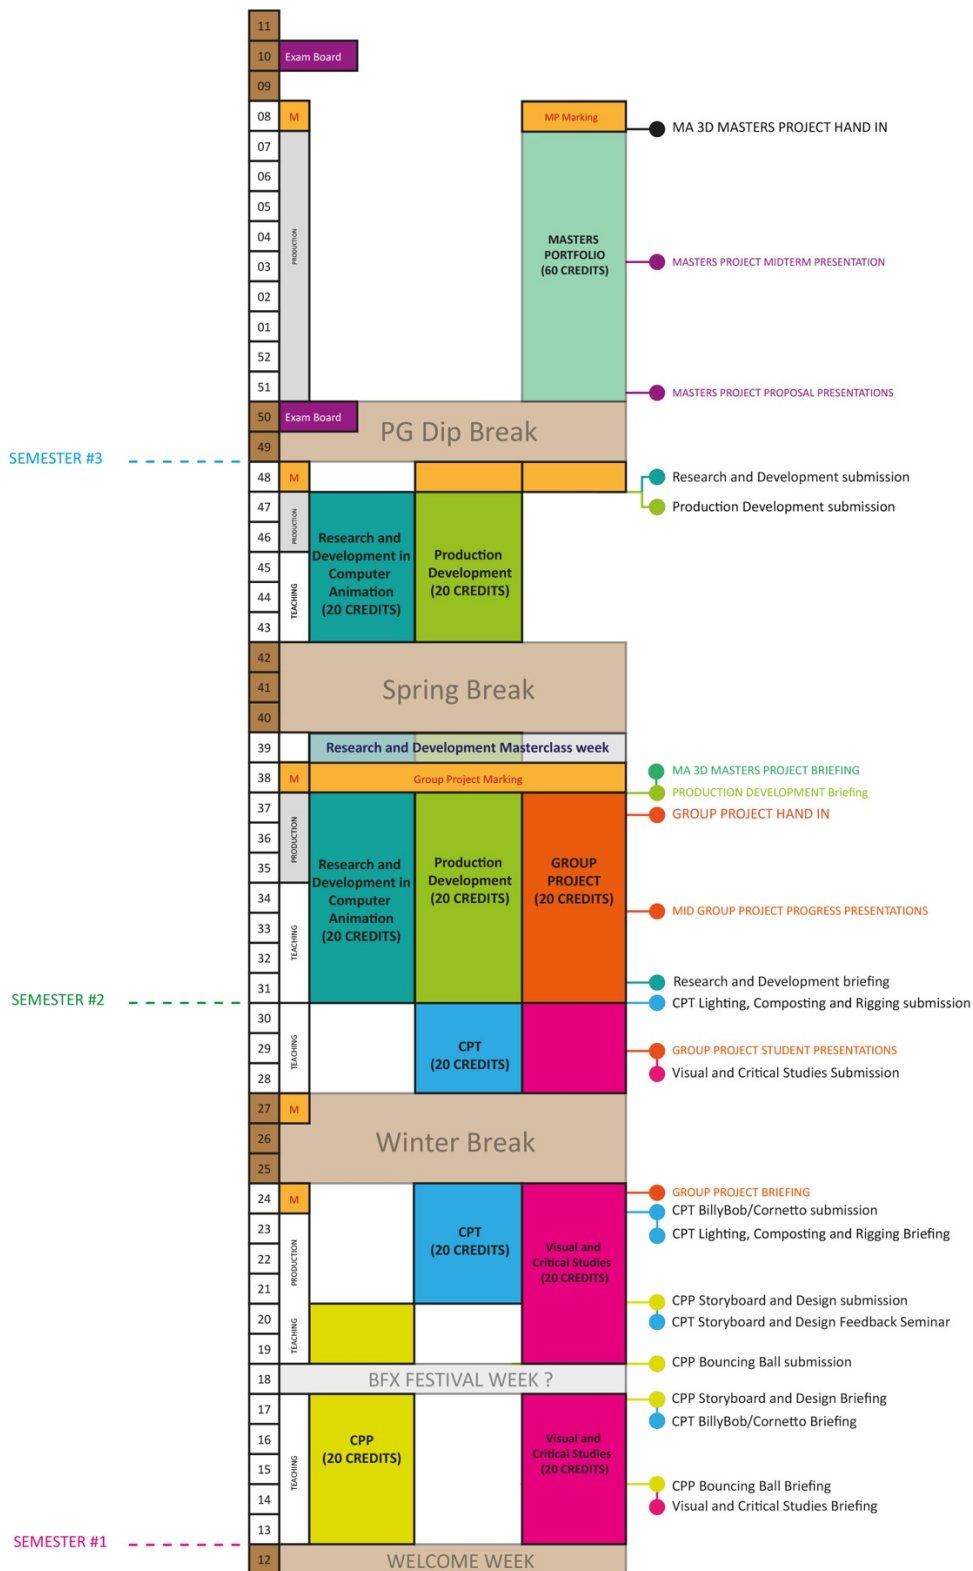 11
10
Exam Board
09
08
M
MP Marking
MA 3D MASTERS PROJECT HAND IN
07
06
05
04
03
02
01
52
51
PRODUCTION
MASTERS
PORTFOLIO
(60 CREDITS)
MASTERS PROJECT MIDTERM PRESENTATION
MASTERS PROJECT PROPOSAL PRESENTATIONS
50
Exam Board
49
PG Dip Break
SEMESTER #3
48
M
Research and Development submission
Production Development submission
47
46
45
44
43
PRODUCTION
TEACHING
Research and
Development in
Computer
Animation
(20 CREDITS)
Production
Development
(20 CREDITS)
42
41
40
Spring Break
39
Research and Development Masterclass week
38
M
Group Project Marking
MA 3D MASTERS PROJECT BRIEFING
PRODUCTION DEVELOPMENT Briefing
GROUP PROJECT HAND IN
37
36
35
34
33
32
31
PRODUCTION
TEACHING
Research and
Development in
Computer
Animation
(20 CREDITS)
Production
Development
(20 CREDITS)
GROUP
PROJECT
(20 CREDITS)
MID GROUP PROJECT PROGRESS PRESENTATIONS
Research and Development briefing
SEMESTER #2
CPT Lighting, Composting and Rigging submission
30
29
28
TEACHING
CPT
(20 CREDITS)
GROUP PROJECT STUDENT PRESENTATIONS
Visual and Critical Studies Submission
27
M
26
25
Winter Break
24
M
GROUP PROJECT BRIEFING
CPT BillyBob/Cornetto submission
CPT Lighting, Composting and Rigging Briefing
23
22
21
20
19
PRODUCTION
TEACHING
CPT
(20 CREDITS)
Visual and
Critical Studies
(20 CREDITS)
CPP Storyboard and Design submission
CPT Storyboard and Design Feedback Seminar
CPP Bouncing Ball submission
18
BFX FESTIVAL WEEK ?
17
16
15
14
13
TEACHING
CPP
(20 CREDITS)
Visual and
Critical Studies
(20 CREDITS)
CPP Storyboard and Design Briefing
CPT BillyBob/Cornetto Briefing
CPP Bouncing Ball Briefing
Visual and Critical Studies Briefing
SEMESTER #1
12
WELCOME WEEK